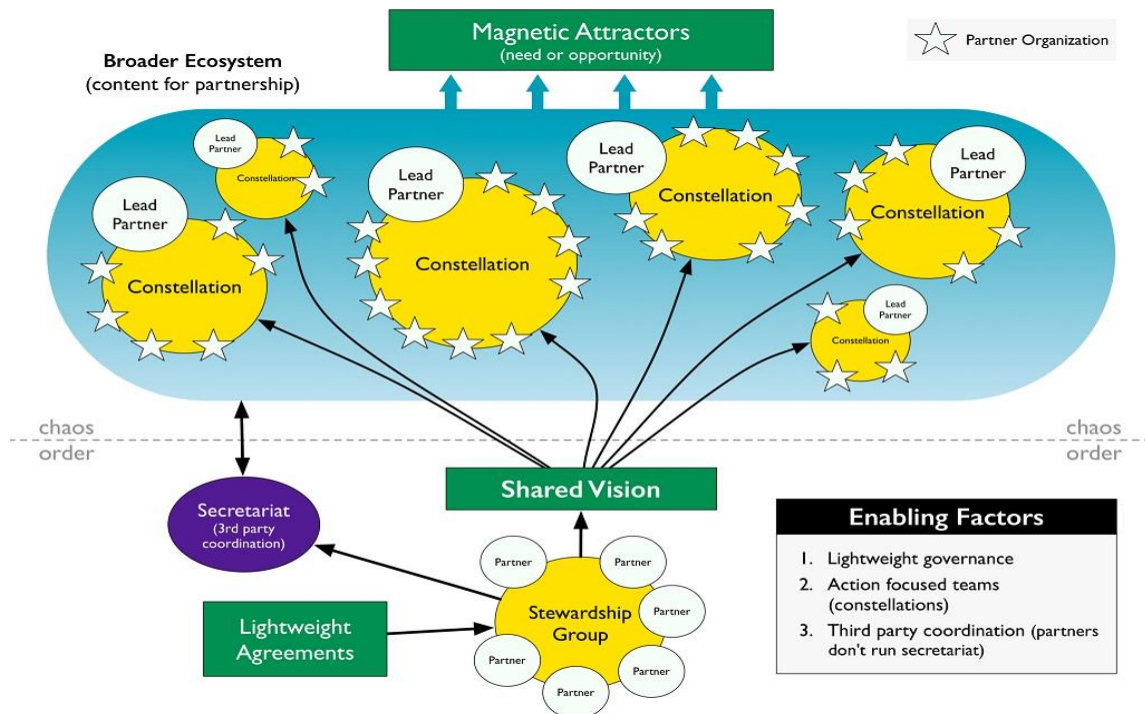 Magnetic Attractors
(need or opportunity)
Partner Organization
Broader Ecosystem
(content for partnership)
Lead
Partner
Constellation
Lead
Partner
Constellation
Lead
Partner
Constellation
Lead
Partner
Constellation
Lead
Partner
Constellation
Lead
Partner
Constellation
chaos
order
chaos
order
Shared Vision
Secretariat
(3rd party
coordination)
Lightweight
Agreements
Partner
Partner
Stewardship
Group
Partner
Partner
Partner
Partner
Enabling Factors
1. Lightweight governance
2. Action focused teams
(constellations)
3. Third party coordination (partners
don't run secretariat)